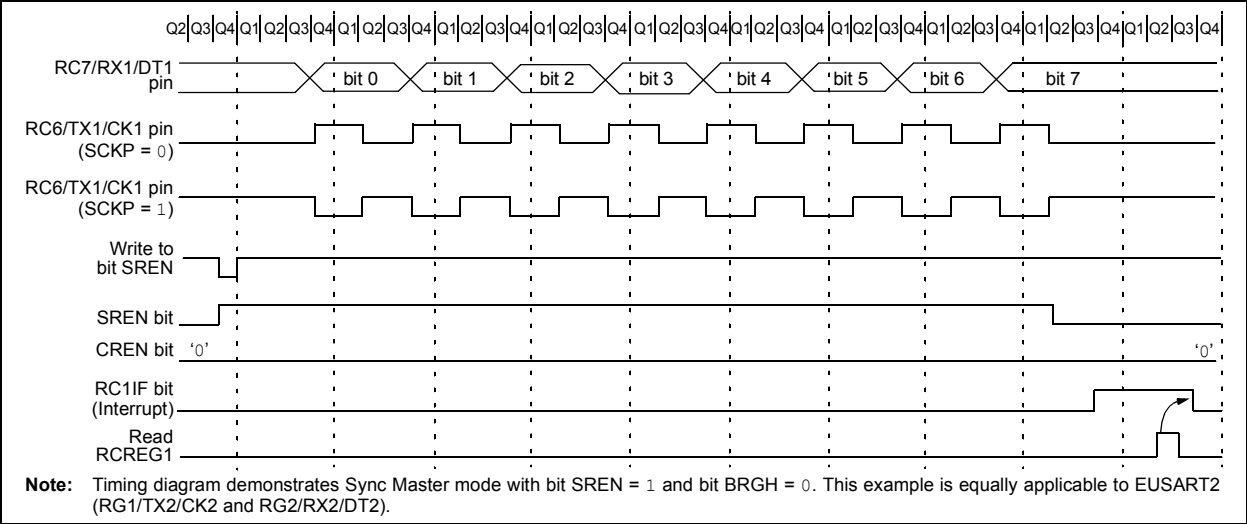 Q2 Q3 Q4 Q1 Q2 Q3 Q4 Q1 Q2 Q3 Q4 Q1 Q2 Q3 Q4 Q1 Q2 Q3 Q4 Q1 Q2 Q3 Q4 Q1 Q2 Q3 Q4 Q1 Q2 Q3 Q4 Q1 Q2 Q3 Q4 Q1 Q2 Q3 Q4 Q1 Q2 Q3 Q4
RC7/RX1/DT1
pin
bit 0 bit 1 bit 2 bit 3 bit 4 bit 5 bit 6 bit 7
RC6/TX1/CK1 pin
(SCKP = 0)
RC6/TX1/CK1 pin
(SCKP = 1)
Write to
bit SREN
SREN bit
CREN bit ‘0’ ‘0’
RC1IF bit
(Interrupt)
Read
RCREG1
Note: Timing diagram demonstrates Sync Master mode with bit SREN = 1 and bit BRGH = 0. This example is equally applicable to EUSART2
(RG1/TX2/CK2 and RG2/RX2/DT2).